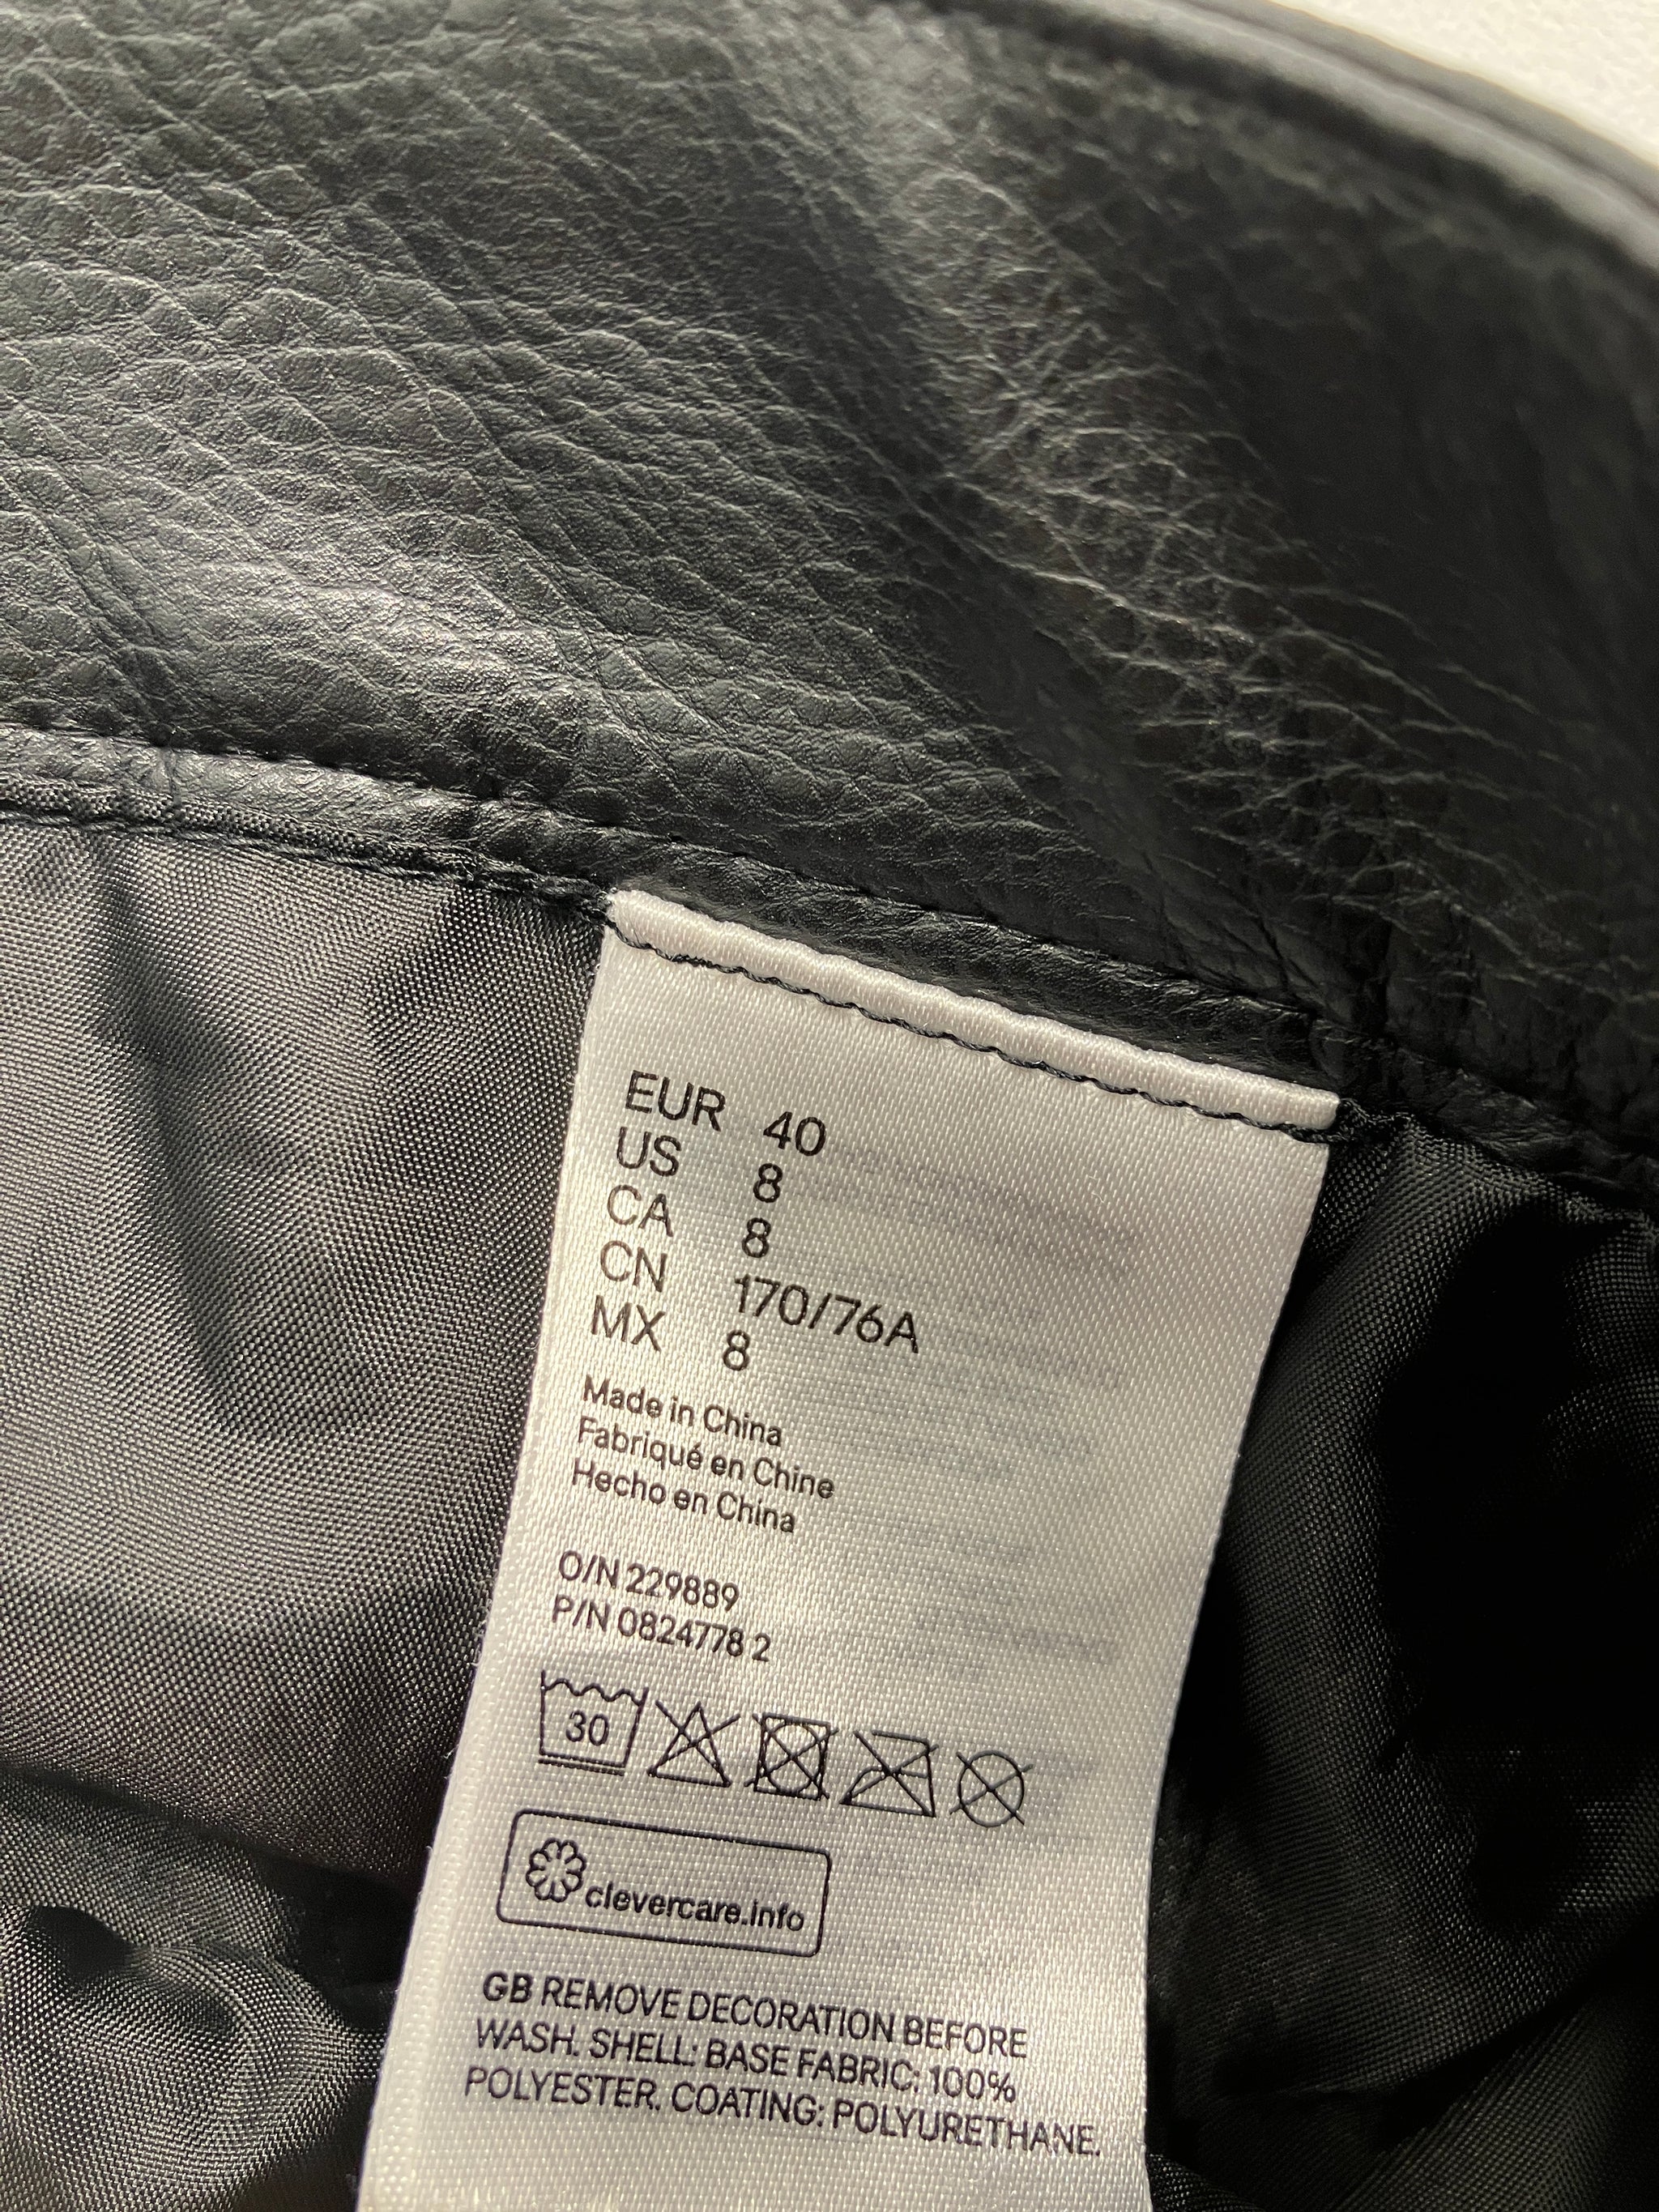 EUR 40
US 8
CA 8
CN 170/76A
MX 8
Made in China
Fabriqué en Chine
Hecho en China
O/N 229889
P/N 0824778 2
30
clevercare.info
GB REMOVE DECORATION BEFORE
WASH. SHELL: BASE FABRIC: 100%
POLYESTER. COATING: POLYURETHANE.